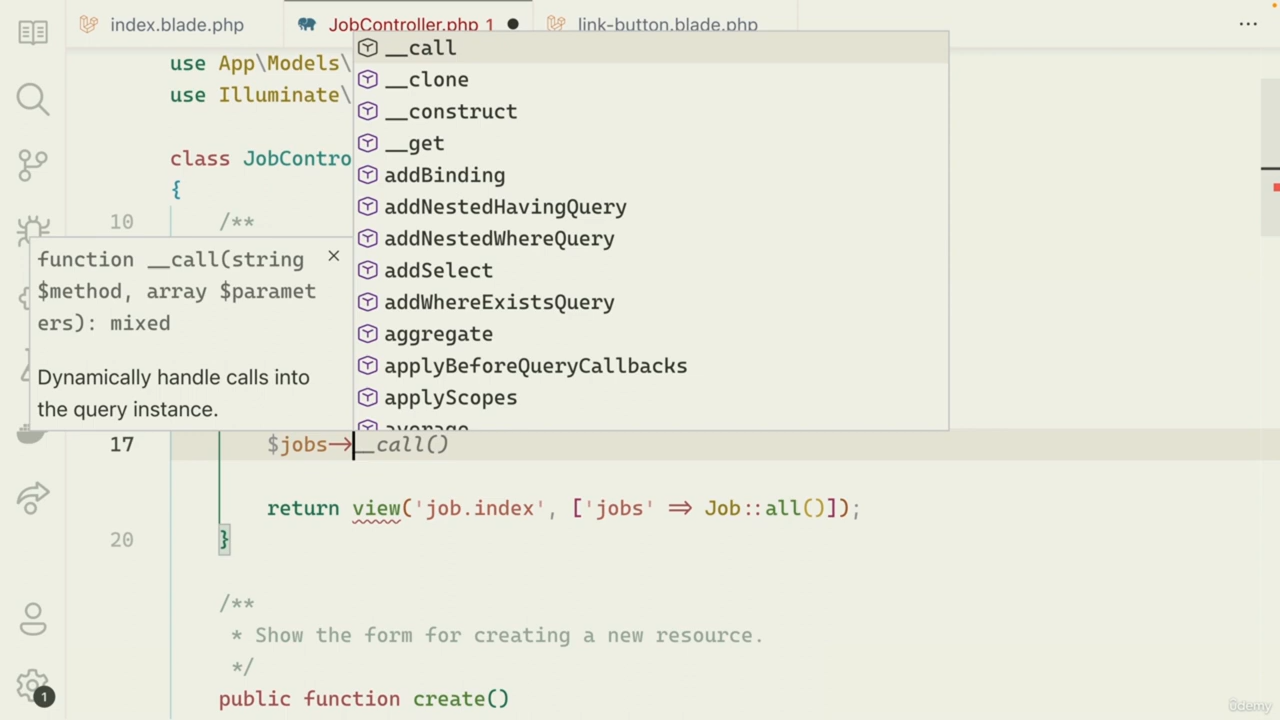 index.blade.php
JobController.php 1
link-button.blade.php
...
use App\Models\
use Illuminate\
class JobContro
{
10 /**
__call
__clone
__construct
__get
addBinding
addNestedHavingQuery
addNestedWhereQuery
addSelect
addWhereExistsQuery
aggregate
applyBeforeQueryCallbacks
applyScopes
average
function __call(string
$method, array $paramet
ers): mixed
Dynamically handle calls into
the query instance.
17 $jobs->__call()
return view('job.index', ['jobs' => Job::all()]);
20 }
/**
* Show the form for creating a new resource.
*/
public function create()
1
ûdemy